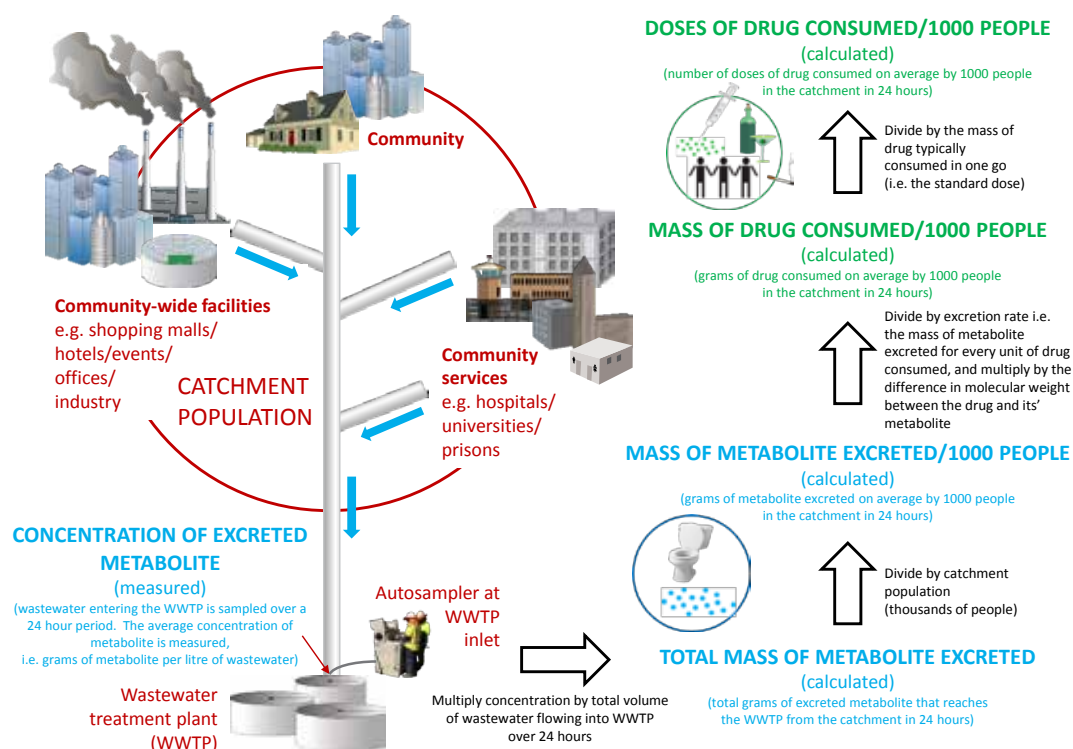 Community
Community-wide facilities
e.g. shopping malls/
hotels/events/
offices/
industry
CATCHMENT
POPULATION
Community
services
e.g. hospitals/
universities/
prisons
CONCENTRATION OF EXCRETED
METABOLITE
(measured)
(wastewater entering the WWTP is sampled over a
24 hour period.  The average concentration of
metabolite is measured,
i.e. grams of metabolite per litre of wastewater)
Autosampler at
WWTP
inlet
Wastewater
treatment plant
(WWTP)
Multiply concentration by total volume
of wastewater flowing into WWTP
over 24 hours
DOSES OF DRUG CONSUMED/1000 PEOPLE
(calculated)
(number of doses of drug consumed on average by 1000 people
in the catchment in 24 hours)
Divide by the mass of
drug typically
consumed in one go
(i.e. the standard dose)
MASS OF DRUG CONSUMED/1000 PEOPLE
(calculated)
(grams of drug consumed on average by 1000 people
in the catchment in 24 hours)
Divide by excretion rate i.e.
the mass of metabolite
excreted for every unit of drug
consumed, and multiply by the
difference in molecular weight
between the drug and its’
metabolite
MASS OF METABOLITE EXCRETED/1000 PEOPLE
(calculated)
(grams of metabolite excreted on average by 1000 people
in the catchment in 24 hours)
Divide by catchment
population
(thousands of people)
TOTAL MASS OF METABOLITE EXCRETED
(calculated)
(total grams of excreted metabolite that reaches
the WWTP from the catchment in 24 hours)